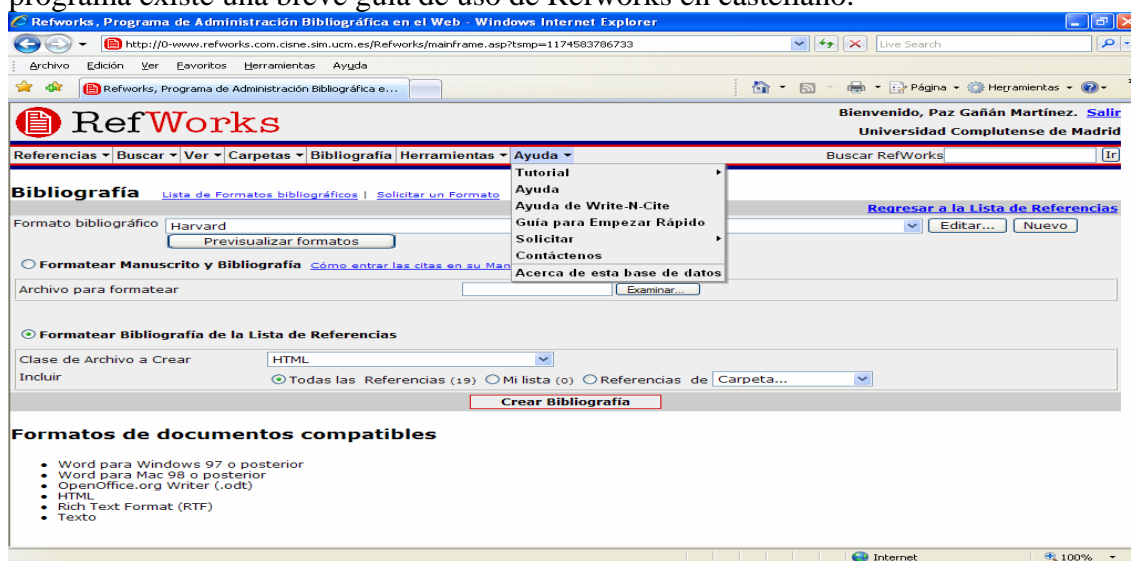 programa existe una breve guía de uso de Refworks en castellano.
Refworks, Programa de Administración Bibliográfica en el Web - Windows Internet Explorer
http://0-www.refworks.com.cisne.sim.ucm.es/Refworks/mainframe.asp?tsmp=1174583786733
Live Search
Archivo Edición Ver Favoritos Herramientas Ayuda
Refworks, Programa de Administración Bibliográfica e...
Página Herramientas
RefWorks
Bienvenido, Paz Gañán Martínez. Salir
Universidad Complutense de Madrid
Referencias Buscar Ver Carpetas Bibliografía Herramientas Ayuda Buscar RefWorks Ir
Tutorial
Ayuda
Ayuda de Write-N-Cite
Guía para Empezar Rápido
Solicitar
Contáctenos
Acerca de esta base de datos
Bibliografía Lista de Formatos bibliográficos | Solicitar un Formato
Regresar a la Lista de Referencias
Formato bibliográfico Harvard Editar... Nuevo
Previsualizar formatos
Formatear Manuscrito y Bibliografía Cómo entrar las citas en su Man
Archivo para formatear Examinar...
Formatear Bibliografía de la Lista de Referencias
Clase de Archivo a Crear HTML
Incluir Todas las Referencias (19) Mi lista (0) Referencias de Carpeta...
Crear Bibliografía
Formatos de documentos compatibles
Word para Windows 97 o posterior
Word para Mac 98 o posterior
OpenOffice.org Writer (.odt)
HTML
Rich Text Format (RTF)
Texto
Internet 100%